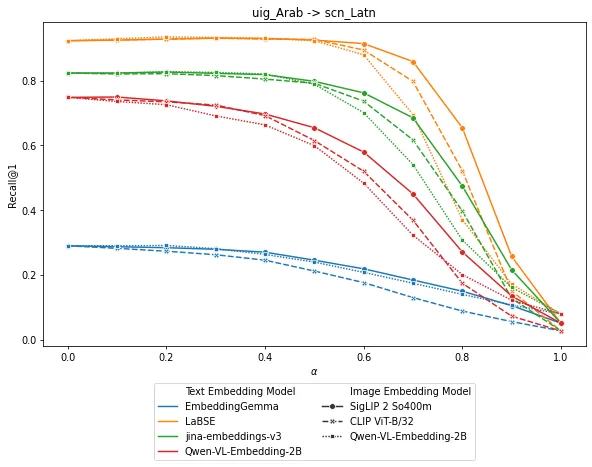 uig_Arab -> scn_Latn
Recall@1
0.8
0.6
0.4
0.2
0.0
0.0 0.2 0.4 0.6 0.8 1.0
α
Text Embedding Model Image Embedding Model
EmbeddingGemma SigLIP 2 So400m
LaBSE CLIP ViT-B/32
jina-embeddings-v3 Qwen-VL-Embedding-2B
Qwen-VL-Embedding-2B